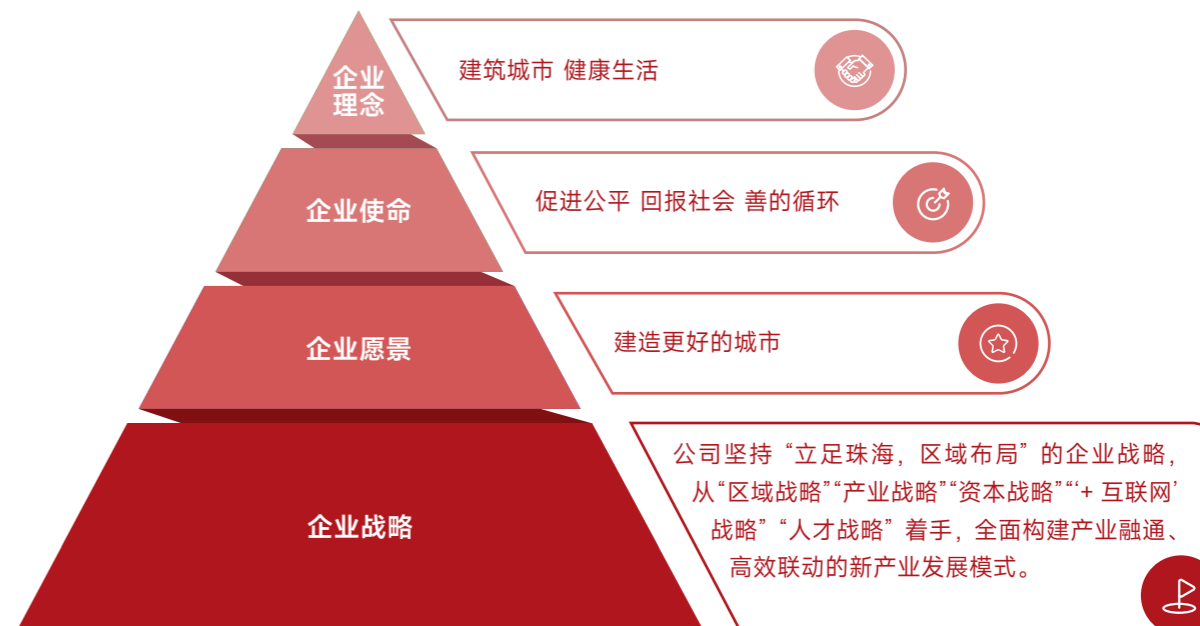 企业
理念
建筑城市 健康生活
企业使命
促进公平 回报社会 善的循环
企业愿景
建造更好的城市
企业战略
公司坚持“立足珠海，区域布局”的企业战略，
从“区域战略”“产业战略”“资本战略”“‘+ 互联网’
战略”“人才战略”着手，全面构建产业融通、
高效联动的新产业发展模式。